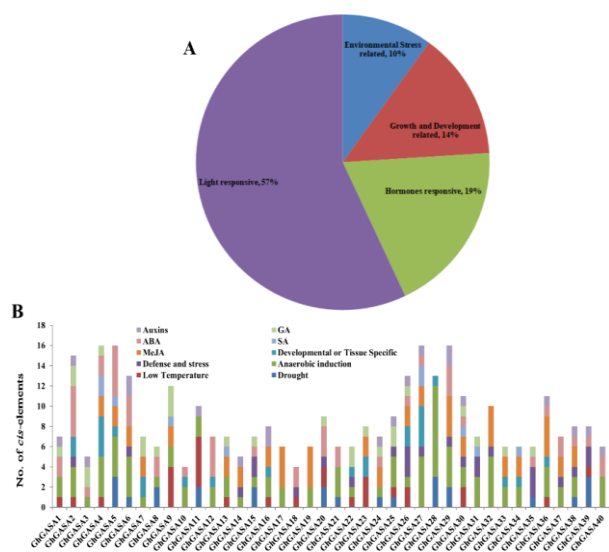 A
Environmental Stress
related, 10%
Growth and Development
related, 14%
Light responsive, 57%
Hormones responsive, 19%
B
No. of cis-elements
18
16
14
12
10
8
6
4
2
0
Auxins
GA
ABA
SA
MeJA
Developmental or Tissue Specific
Defense and stress
Anaerobic induction
Low Temperature
Drought
GhGASA1
GhGASA2
GhGASA3
GhGASA4
GhGASA5
GhGASA6
GhGASA7
GhGASA8
GhGASA9
GhGASA10
GhGASA11
GhGASA12
GhGASA13
GhGASA14
GhGASA15
GhGASA16
GhGASA17
GhGASA18
GhGASA19
GhGASA20
GhGASA21
GhGASA22
GhGASA23
GhGASA24
GhGASA25
GhGASA26
GhGASA27
GhGASA28
GhGASA29
GhGASA30
GhGASA31
GhGASA32
GhGASA33
GhGASA34
GhGASA35
GhGASA36
GhGASA37
GhGASA38
GhGASA39
GhGASA40